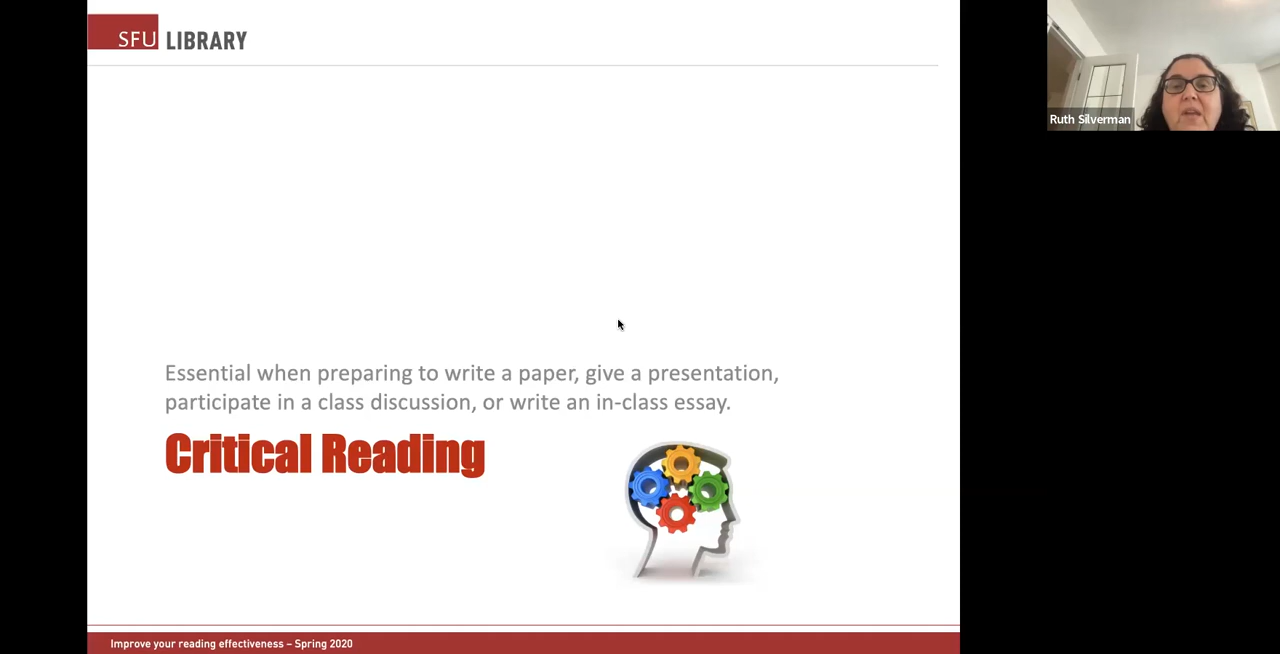 SFU LIBRARY
Ruth Silverman
Essential when preparing to write a paper, give a presentation,
participate in a class discussion, or write an in-class essay.
Critical Reading
Improve your reading effectiveness – Spring 2020